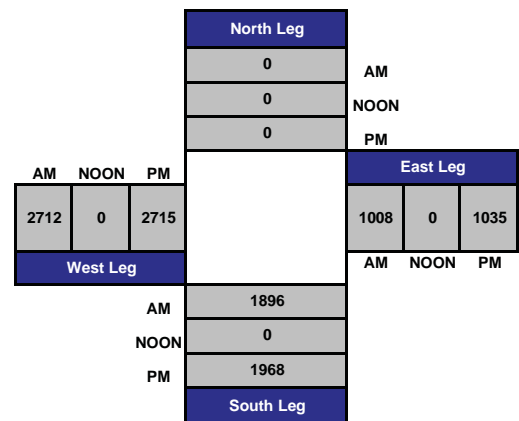 North Leg
0
AM
0
NOON
0
PM
AM NOON PM
East Leg
2712 0 2715
1008 0 1035
West Leg
AM NOON PM
AM
1896
NOON
0
PM
1968
South Leg